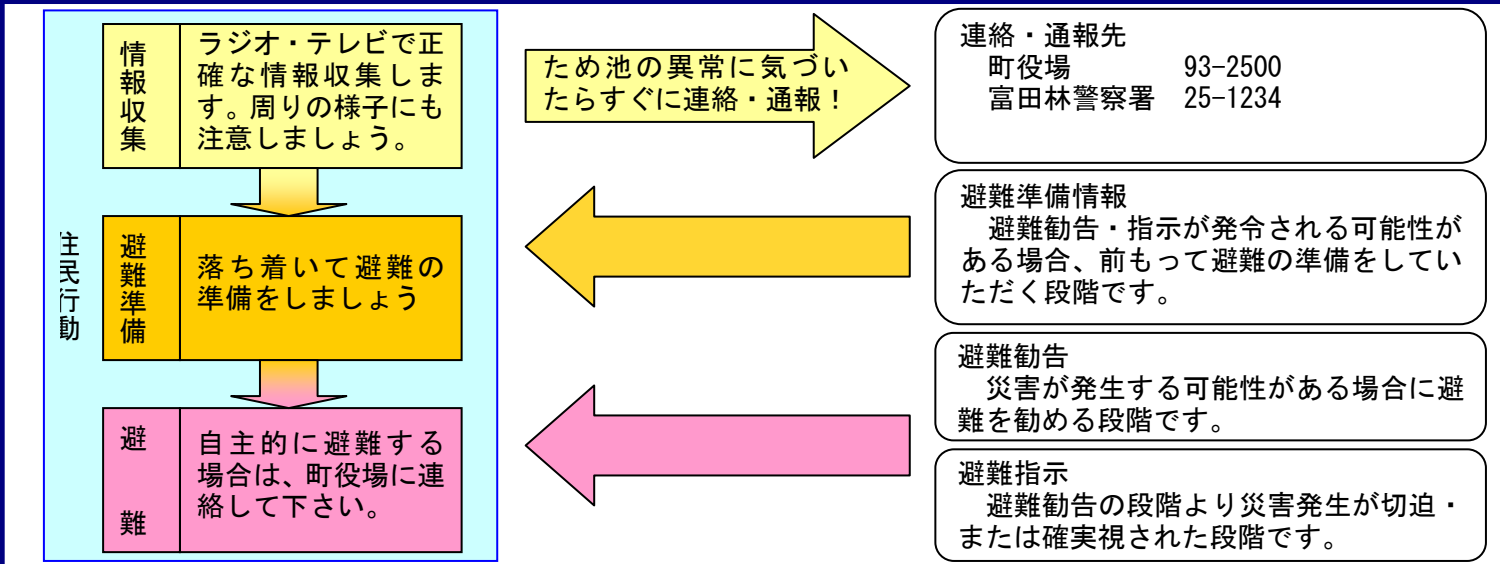 住民行動
情報収集
ラジオ・テレビで正
確な情報収集しま
す。周りの様子にも
注意しましょう。
ため池の異常に気づい
たらすぐに連絡・通報！
連絡・通報先
町役場 93-2500
富田林警察署 25-1234
避難準備
落ち着いて避難の
準備をしましょう
避難準備情報
避難勧告・指示が発令される可能性が
ある場合、前もって避難の準備をしてい
ただく段階です。
避難
自主的に避難する
場合は、町役場に連
絡して下さい。
避難勧告
災害が発生する可能性がある場合に避
難を勧める段階です。
避難指示
避難勧告の段階より災害発生が切迫・
または確実視された段階です。